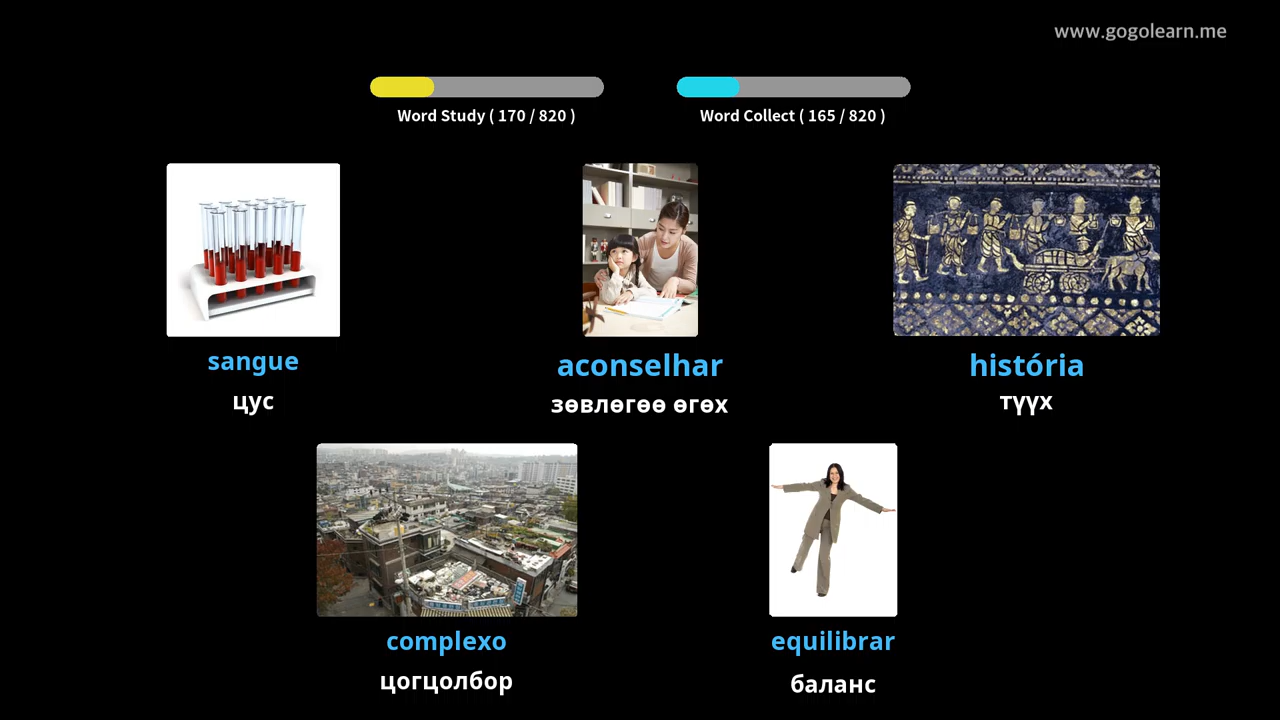 www.gogolearn.me
Word Study ( 170 / 820 )
Word Collect ( 165 / 820 )
sangue
цус
aconselhar
зөвлөгөө өгөх
história
түүх
complexo
цогцолбор
equilibrar
баланс